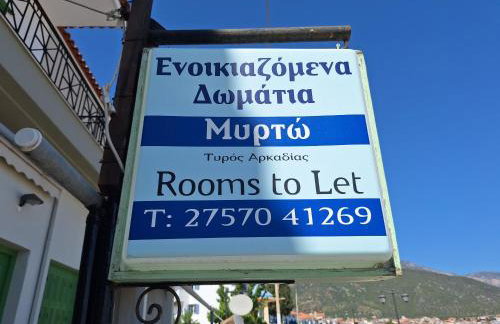 Ενοικιαζόμενα
Δωμάτια
Μυρτώ
Τυρός Αρκαδίας
Rooms to Let
Τ: 27570 41269